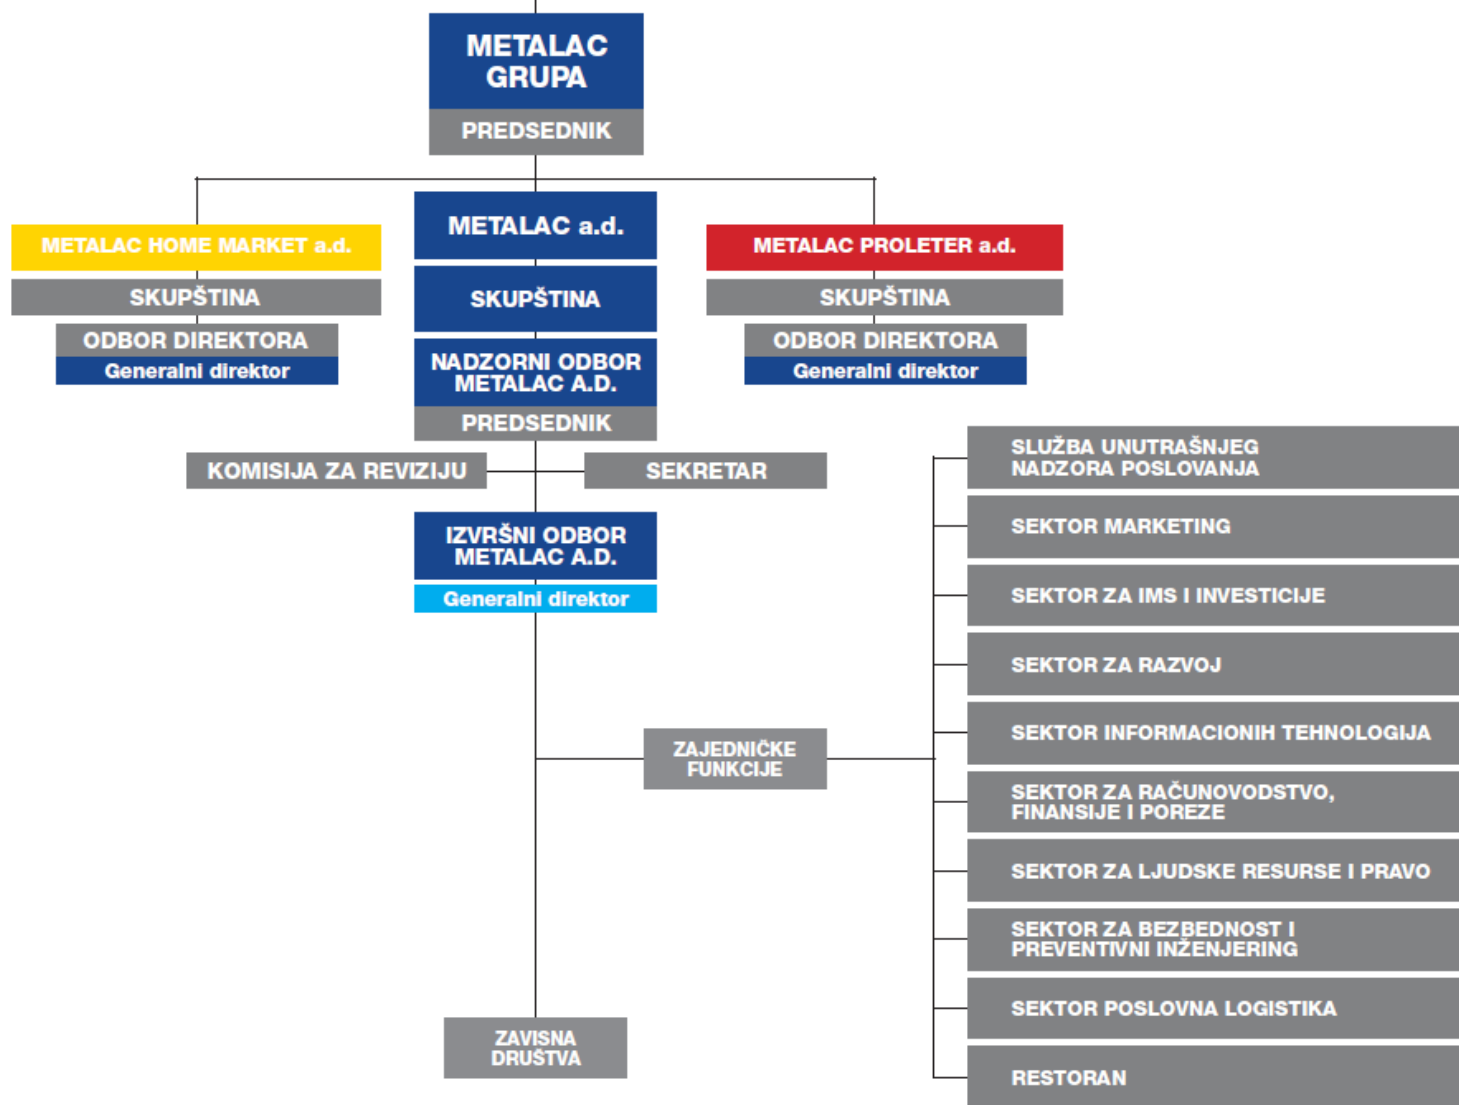 METALAC
GRUPA
PREDSEDNIK
METALAC HOME MARKET a.d.
SKUPŠTINA
ODBOR DIREKTORA
Generalni direktor
METALAC a.d.
SKUPŠTINA
NADZORNI ODBOR
METALAC A.D.
PREDSEDNIK
METALAC PROLETER a.d.
SKUPŠTINA
ODBOR DIREKTORA
Generalni direktor
KOMISIJA ZA REVIZIJU
SEKRETAR
IZVRŠNI ODBOR
METALAC A.D.
Generalni direktor
ZAJEDNIČKE
FUNKCIJE
SLUŽBA UNUTRAŠNJEG
NADZORA POSLOVANJA
SEKTOR MARKETING
SEKTOR ZA IMS I INVESTICIJE
SEKTOR ZA RAZVOJ
SEKTOR INFORMACIONIH TEHNOLOGIJA
SEKTOR ZA RAČUNOVODSTVO,
FINANSIJE I POREZE
SEKTOR ZA LJUDSKE RESURSE I PRAVO
SEKTOR ZA BEZBEDNOST I
PREVENTIVNI INŽENJERING
SEKTOR POSLOVNA LOGISTIKA
RESTORAN
ZAVISNA
DRUŠTVA